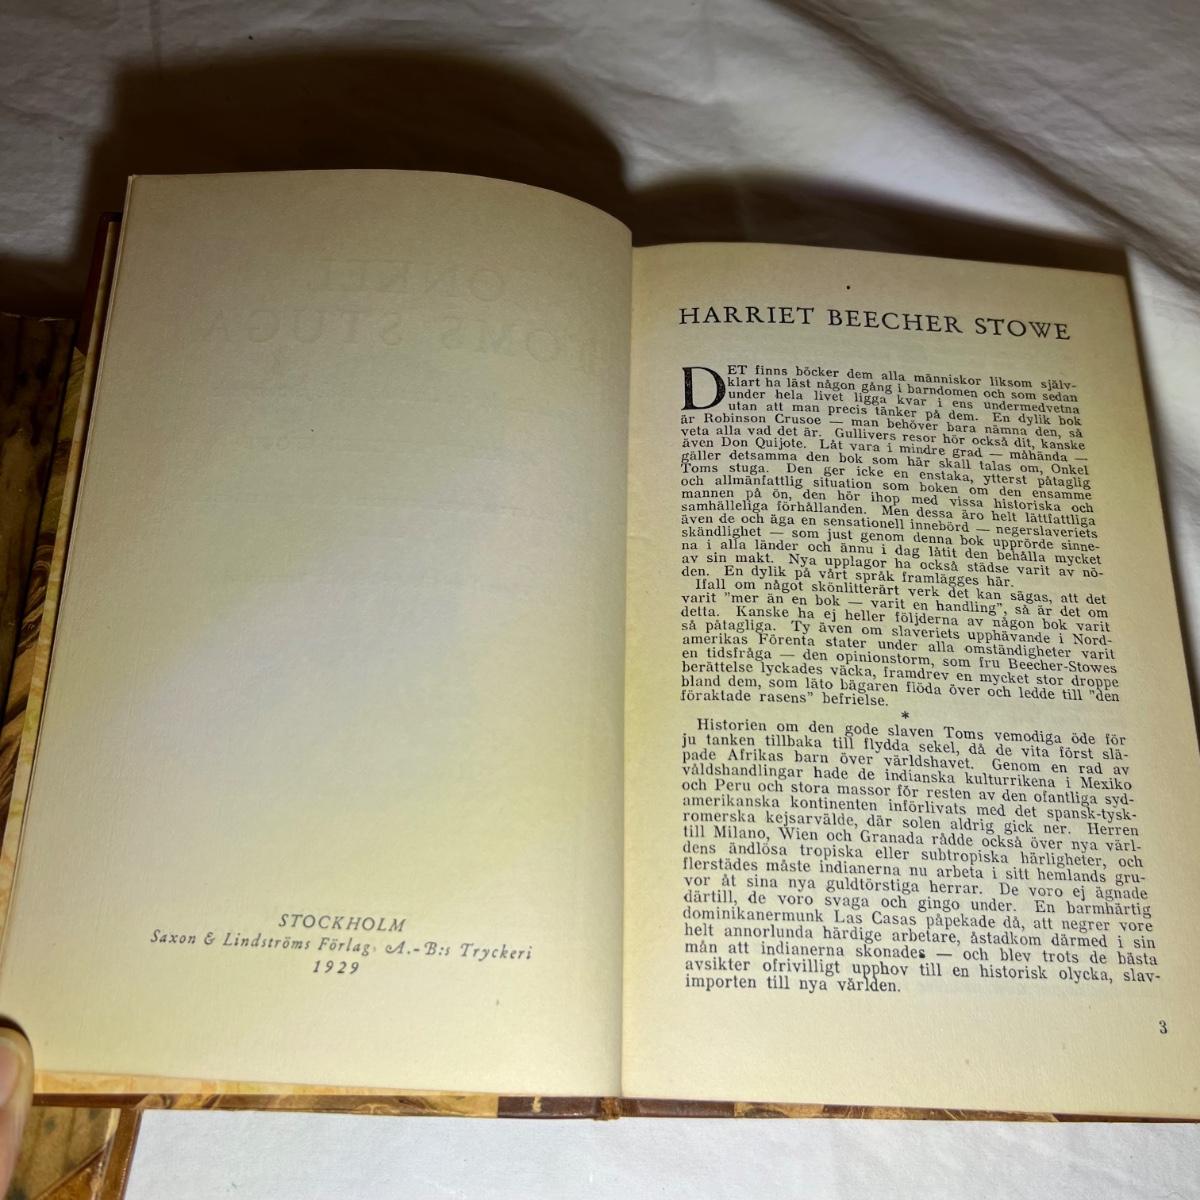 STOCKHOLM
Saxon & Lindströms Förlag, A.-B:s Tryckeri
1929
HARRIET BEECHER STOWE
DET finns böcker dem alla människor liksom själv-
klart ha läst någon gång i barndomen och som sedan
under hela livet ligga kvar i ens undermedvetna
utan att man precis tänker på dem. En dylik bok
är Robinson Crusoe — man behöver bara nämna den, så
veta alla vad det är. Gullivers resor hör också dit, kanske
även Don Quijote. Låt vara i mindre grad — måhända —
gäller detsamma den bok som här skall talas om, Onkel
Toms stuga. Den ger icke en enstaka, ytterst påtaglig
och allmänfattlig situation som boken om den ensamme
mannen på ön, den hör ihop med vissa historiska och
samhälleliga förhållanden. Men dessa äro helt lättfattliga
även de och äga en sensationell innebörd — negerslaveriets
skändlighet — som just genom denna bok upprörde sinne-
na i alla länder och ännu i dag låtit den behålla mycket
av sin makt. Nya upplagor ha också städse varit av nö-
den. En dylik på vårt språk framlägges här.
Ifall om något skönlitterärt verk det kan sägas, att det
varit "mer än en bok — varit en handling", så är det om
detta. Kanske ha ej heller följderna av någon bok varit
så påtagliga. Ty även om slaveriets upphävande i Nord-
amerikas Förenta stater under alla omständigheter varit
en tidsfråga — den opinionstorm, som fru Beecher-Stowes
berättelse lyckades väcka, framdrev en mycket stor droppe
bland dem, som läto bägaren flöda över och ledde till "den
föraktade rasens" befrielse.
*
Historien om den gode slaven Toms vemodiga öde för
ju tanken tillbaka till flydda sekel, då de vita först slä-
pade Afrikas barn över världshavet. Genom en rad av
våldshandlingar hade de indianska kulturrikena i Mexiko
och Peru och stora massor för resten av den ofantliga syd-
amerikanska kontinenten införlivats med det spansk-tysk-
romerska kejsarvälde, där solen aldrig gick ner. Herren
till Milano, Wien och Granada rådde också över nya värl-
dens ändlösa tropiska eller subtropiska härligheter, och
flerstädes måste indianerna nu arbeta i sitt hemlands gru-
vor åt sina nya guldtörstiga herrar. De voro ej ägnade
därtill, de voro svaga och gingo under. En barmhärtig
dominikanermunk Las Casas påpekade då, att negrer vore
helt annorlunda härdige arbetare, åstadkom därmed i sin
mån att indianerna skonades — och blev trots de bästa
avsikter ofrivilligt upphov till en historisk olycka, slav-
importen till nya världen.
3